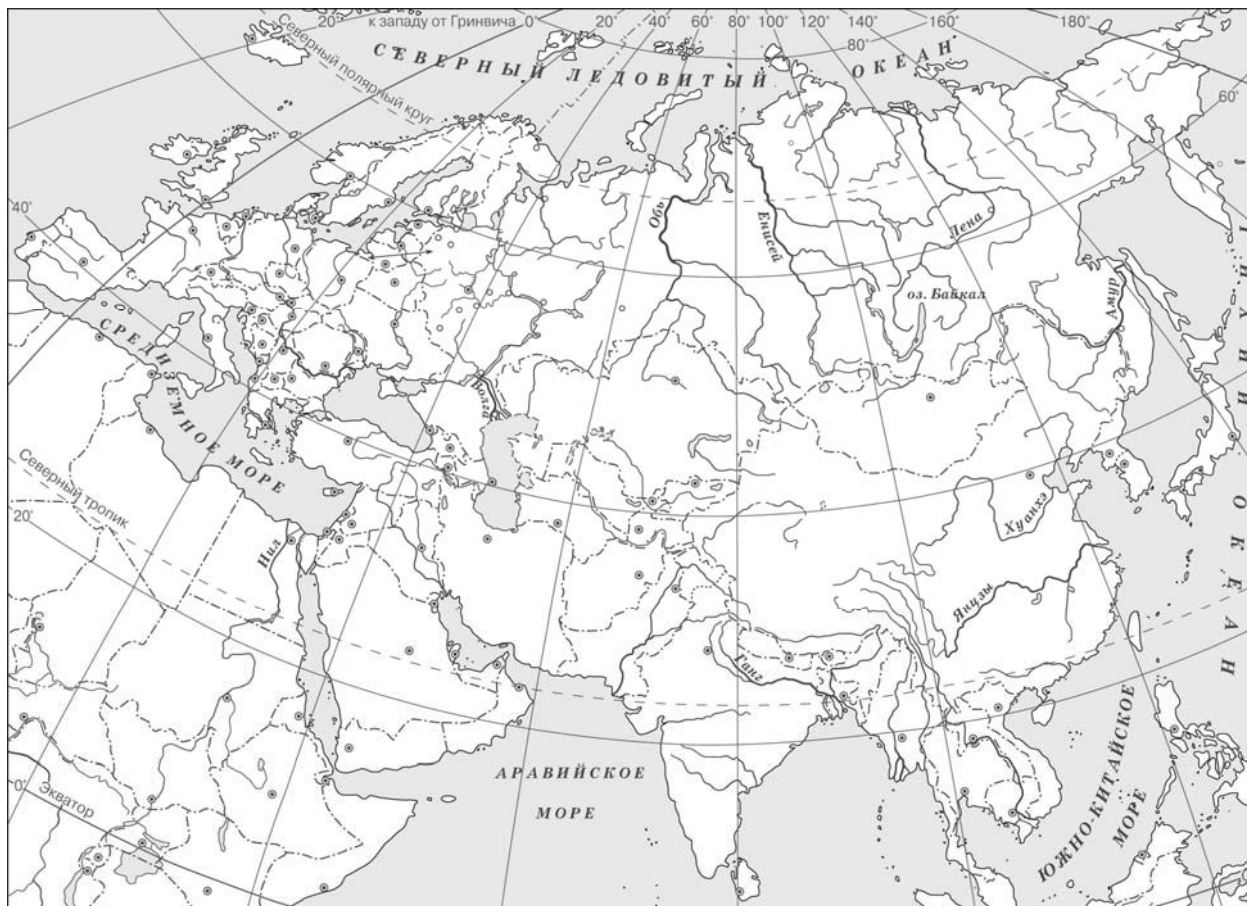 20° к западу от Гринвича 0° 20° 40° 60° 80° 100° 120° 140° 160° 180°
80°
60°
СЕВЕРНЫЙ ЛЕДОВИТЫЙ ОКЕАН
Северный полярный круг
40°
Обь
Енисей
Лена
оз. Байкал
Амур
ТИХИЙ ОКЕАН
СРЕДИЗЕМНОЕ МОРЕ
Волга
Северный тропик
20°
Нил
Хуанхэ
Янцзы
Ганг
АРАВИЙСКОЕ
МОРЕ
ЮЖНО-КИТАЙСКОЕ
МОРЕ
Экватор
0°